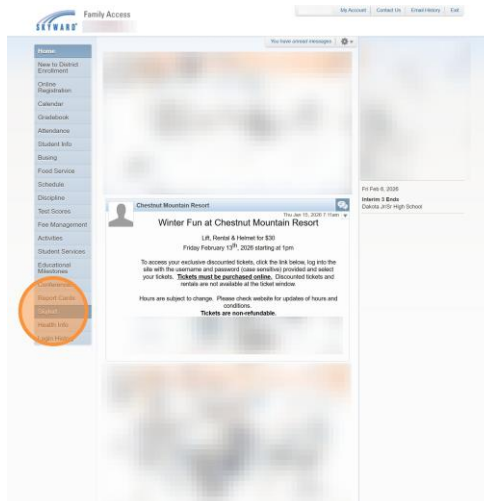 SKYWARD
Family Access
My Account
Contact Us
Email History
Exit
You have unread messages
Home
New to District
Enrollment
Online
Registration
Calendar
Gradebook
Attendance
Student Info
Busing
Food Service
Schedule
Discipline
Test Scores
Fee Management
Activities
Student Services
Educational
Milestones
Conferences
Report Cards
Health Info
Login History
Chestnut Mountain Resort
Thu Jan 15, 2026 7:11am
Winter Fun at Chestnut Mountain Resort
Lift, Rental & Helmet for $30
Friday February 13th, 2026 starting at 1pm
To access your exclusive discounted tickets, click the link below, log into the
site with the username and password (case sensitive) provided and select
your tickets. Tickets must be purchased online. Discounted tickets and
rentals are not available at the ticket window.
Hours are subject to change. Please check website for updates of hours and
conditions.
Tickets are non-refundable.
Fri Feb 6, 2026
Interim 3 Ends
Dakota Jr/Sr High School